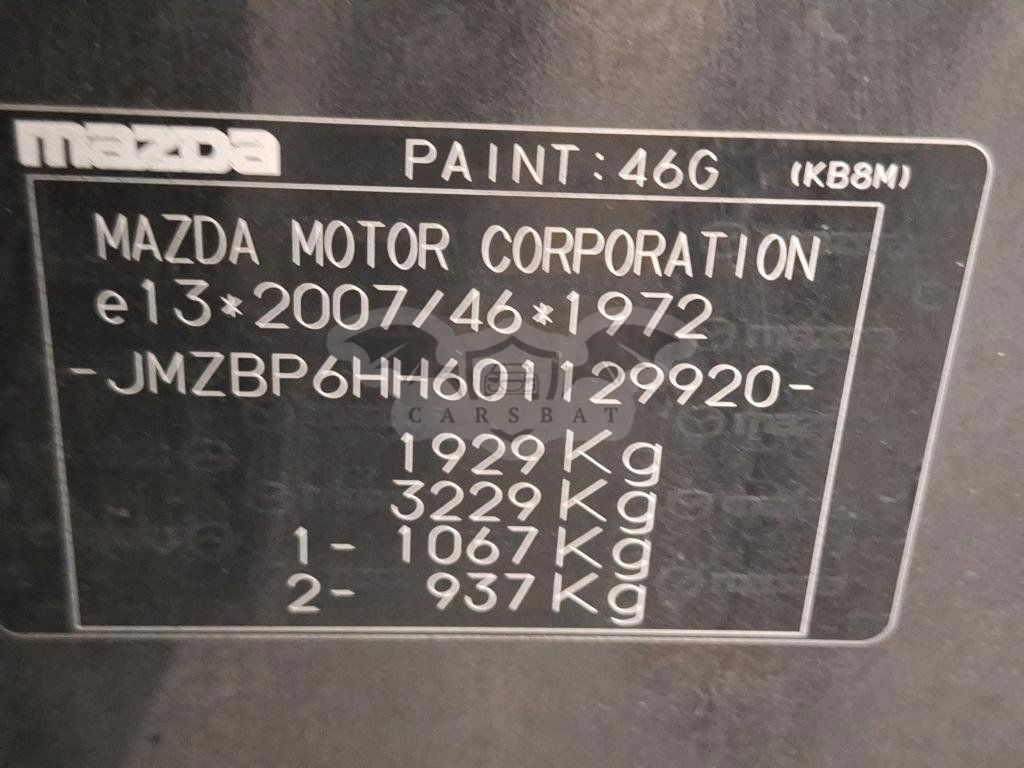 mazda PAINT:46G (KB8M)
MAZDA MOTOR CORPORATION
e13*2007/46*1972
-JMZBP6HH601129920-
CARSBAT
1929Kg
3229Kg
1- 1067Kg
2- 937Kg